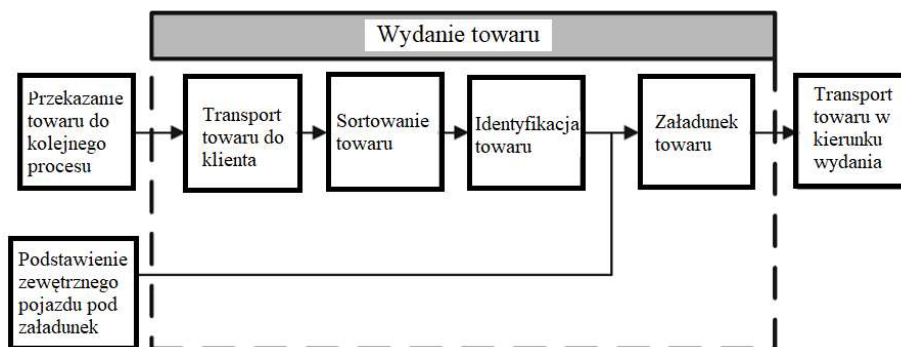 Wydanie towaru
Przekazanie
towaru do
kolejnego
procesu
Transport
towaru do
klienta
Sortowanie
towaru
Identyfikacja
towaru
Załadunek
towaru
Transport
towaru w
kierunku
wydania
Podstawienie
zewętrznego
pojazdu pod
załadunek